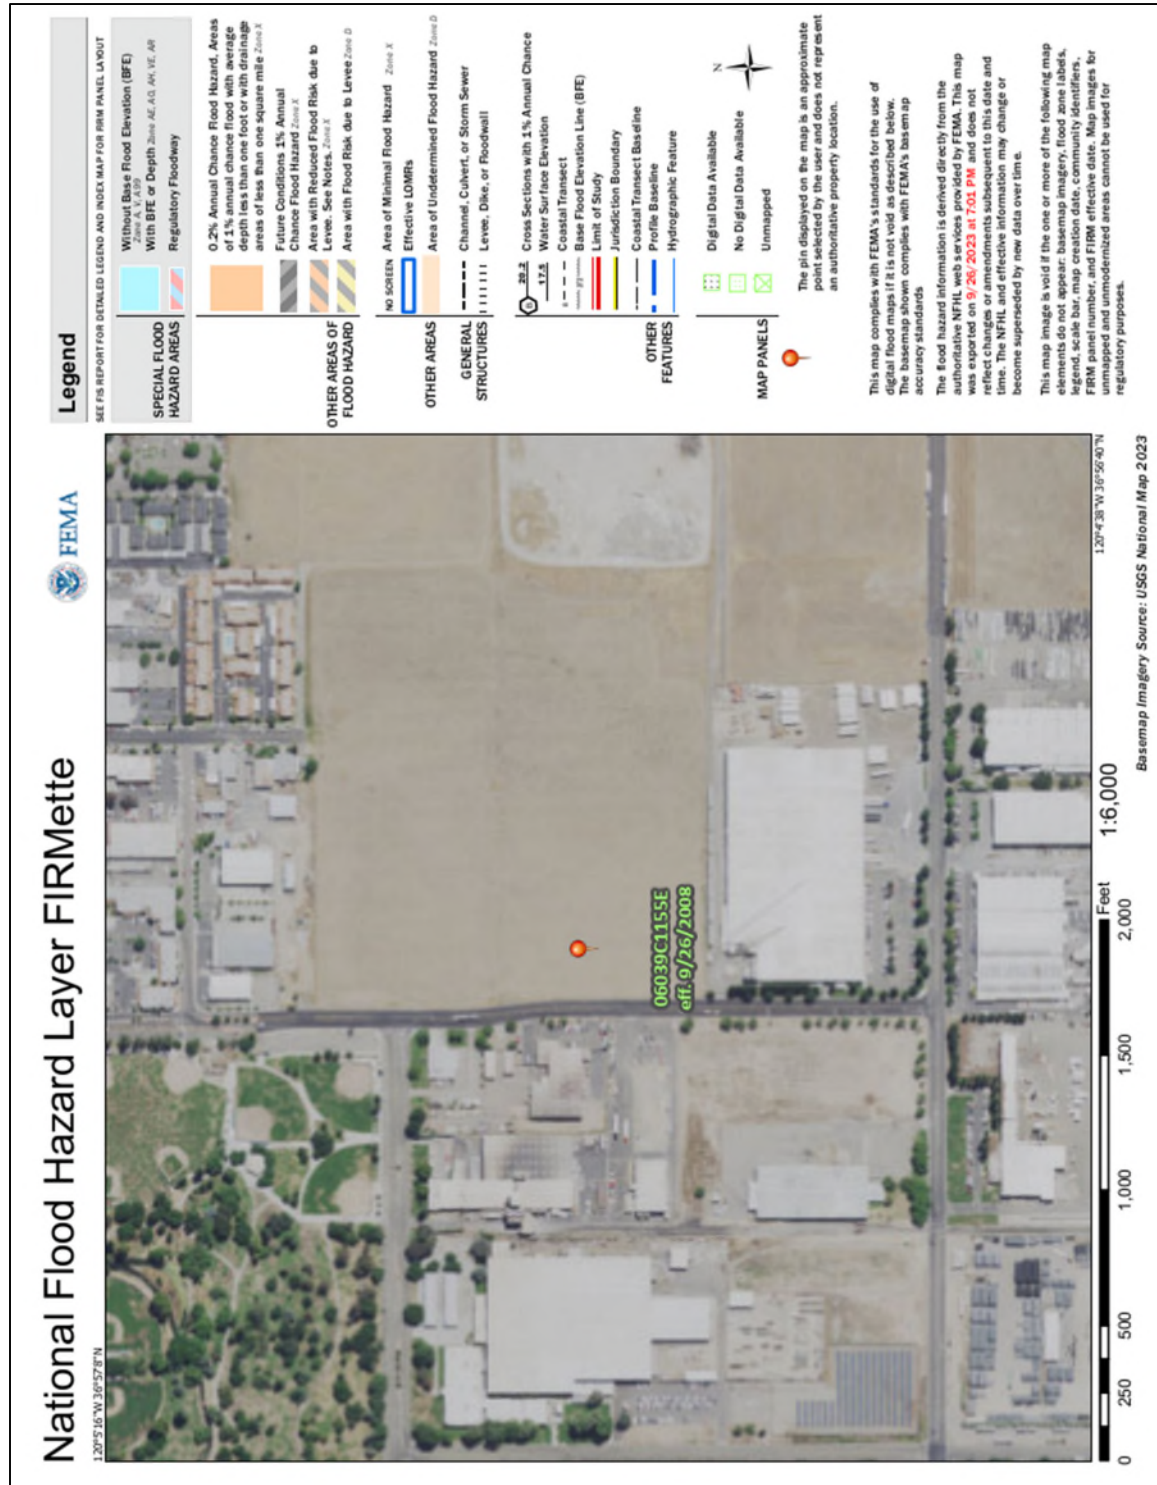 National Flood Hazard Layer FIRMette
FEMA
Legend
SEE FIS REPORT FOR DETAILED LEGEND AND INDEX MAP FOR FIRM PANEL LAYOUT
SPECIAL FLOOD
HAZARD AREAS
Without Base Flood Elevation (BFE)
Zone A, V, A99
With BFE or Depth Zone AE, AO, AH, VE, AR
Regulatory Floodway
0.2% Annual Chance Flood Hazard, Areas
of 1% annual chance flood with average
depth less than one foot or with drainage
areas of less than one square mile Zone X
Future Conditions 1% Annual
Chance Flood Hazard Zone X
Area with Reduced Flood Risk due to
Levee. See Notes. Zone X
Area with Flood Risk due to Levee Zone D
OTHER AREAS OF
FLOOD HAZARD
NO SCREEN Area of Minimal Flood Hazard Zone X
Effective LOMRs
Area of Undetermined Flood Hazard Zone D
OTHER AREAS
Channel, Culvert, or Storm Sewer
Levee, Dike, or Floodwall
GENERAL
STRUCTURES
B 20.2 Cross Sections with 1% Annual Chance
17.5 Water Surface Elevation
8 Coastal Transect
513 Base Flood Elevation Line (BFE)
Limit of Study
Jurisdiction Boundary
Coastal Transect Baseline
Profile Baseline
Hydrographic Feature
OTHER
FEATURES
Digital Data Available
No Digital Data Available
Unmapped
MAP PANELS
N
The pin displayed on the map is an approximate
point selected by the user and does not represent
an authoritative property location.
This map complies with FEMA's standards for the use of
digital flood maps if it is not void as described below.
The basemap shown complies with FEMA's basemap
accuracy standards
The flood hazard information is derived directly from the
authoritative NFHL web services provided by FEMA. This map
was exported on 9/26/2023 at 7:01 PM and does not
reflect changes or amendments subsequent to this date and
time. The NFHL and effective information may change or
become superseded by new data over time.
This map image is void if the one or more of the following map
elements do not appear: basemap imagery, flood zone labels,
legend, scale bar, map creation date, community identifiers,
FIRM panel number, and FIRM effective date. Map images for
unmapped and unmodernized areas cannot be used for
regulatory purposes.
120°5'16"W 36°57'8"N
06039C1155E
eff. 9/26/2008
120°4'38"W 36°56'40"N
0 250 500 1,000 1,500 2,000
Feet
1:6,000
Basemap Imagery Source: USGS National Map 2023